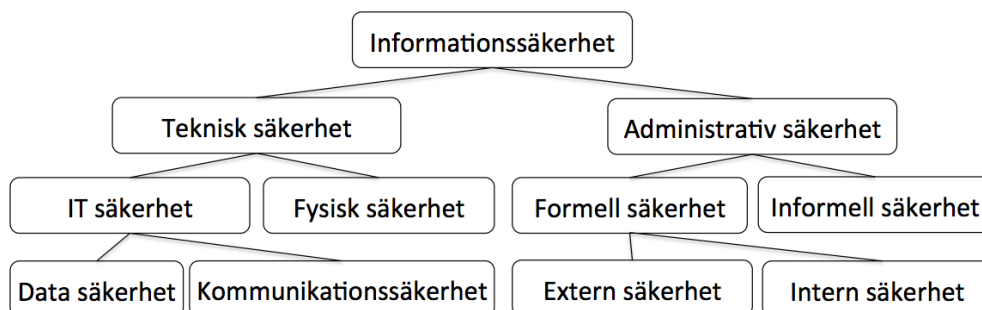 Informationssäkerhet
Teknisk säkerhet
Administrativ säkerhet
IT säkerhet
Fysisk säkerhet
Formell säkerhet
Informell säkerhet
Data säkerhet
Kommunikationssäkerhet
Extern säkerhet
Intern säkerhet